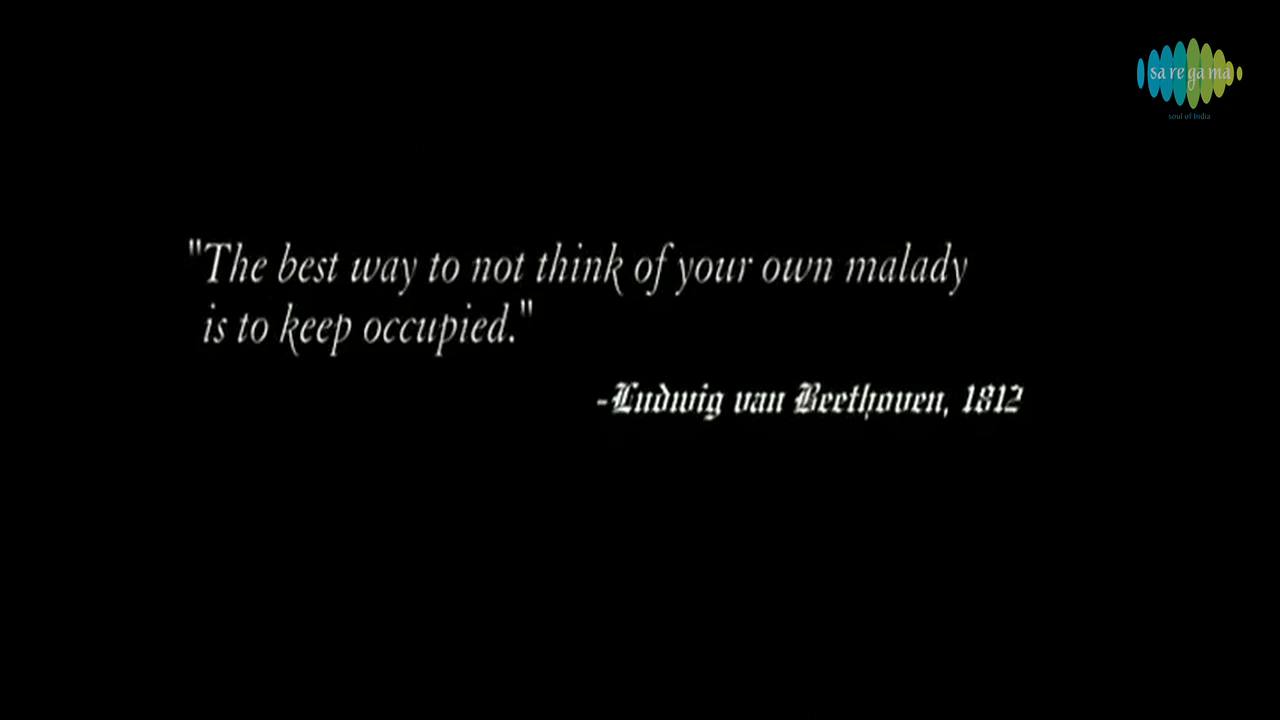 sa re ga ma
soul of India
"The best way to not think of your own malady
is to keep occupied."
-Ludwig van Beethoven, 1812